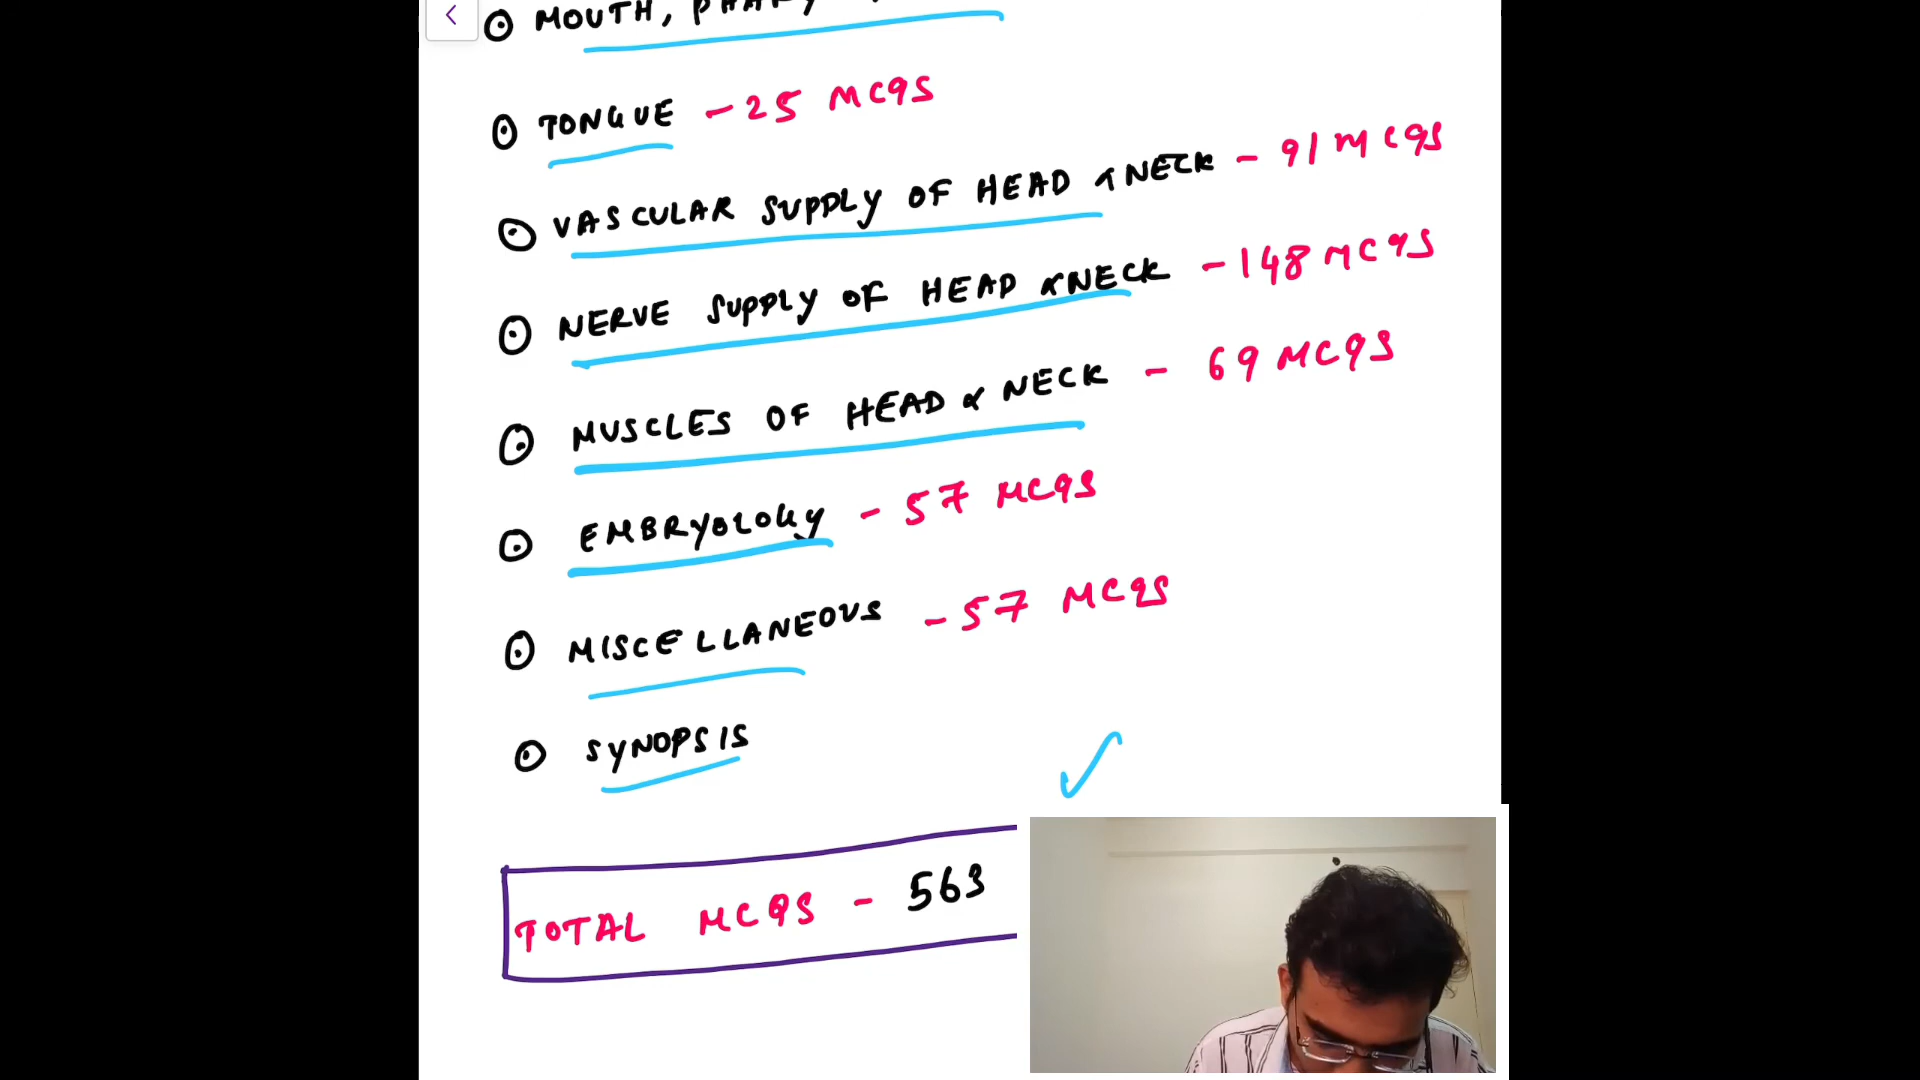 MOUTH,
TONGUE - 25 MCQS
VASCULAR SUPPLY OF HEAD & NECK - 91 MCQS
NERVE SUPPLY OF HEAD & NECK - 148 MCQS
MUSCLES OF HEAD & NECK - 69 MCQS
EMBRYOLOGY - 57 MCQS
MISCELLANEOUS - 57 MCQS
SYNOPSIS
TOTAL MCQS - 563